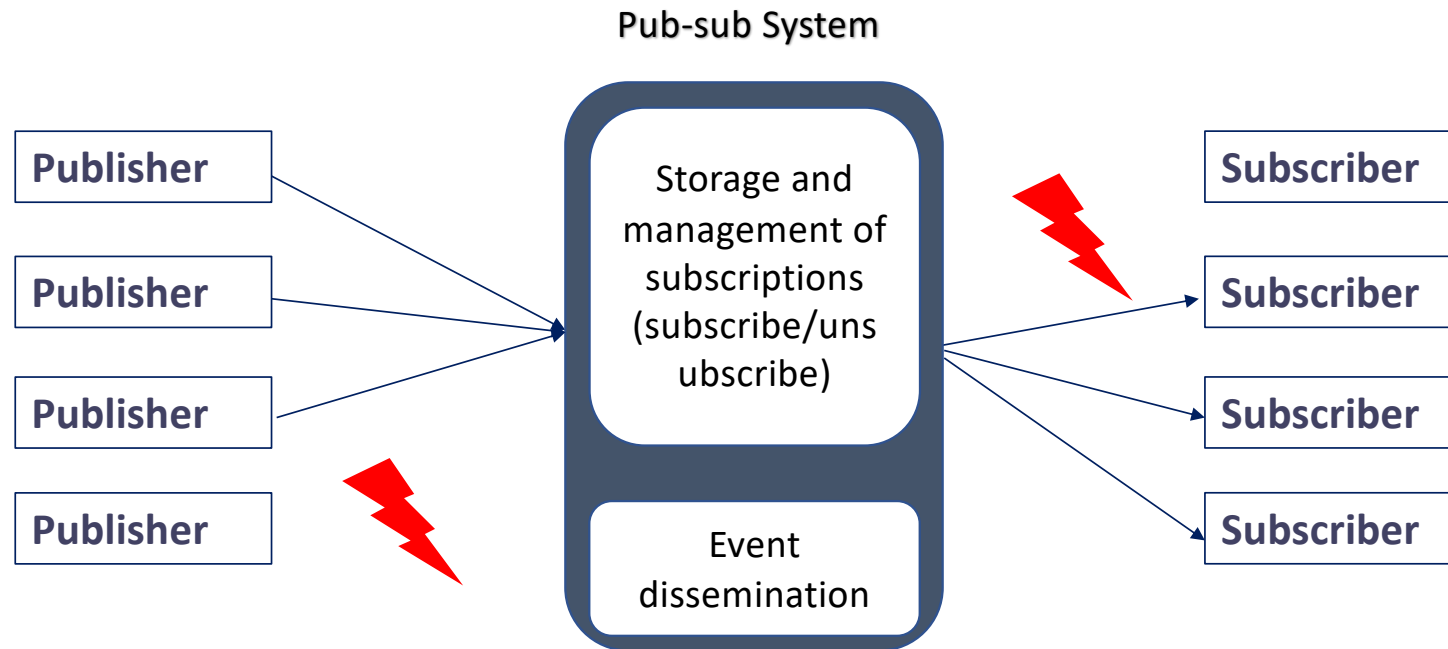 Pub-sub System
Publisher
Publisher
Publisher
Publisher
Storage and
management of
subscriptions
(subscribe/uns
ubscribe)
Event
dissemination
Subscriber
Subscriber
Subscriber
Subscriber